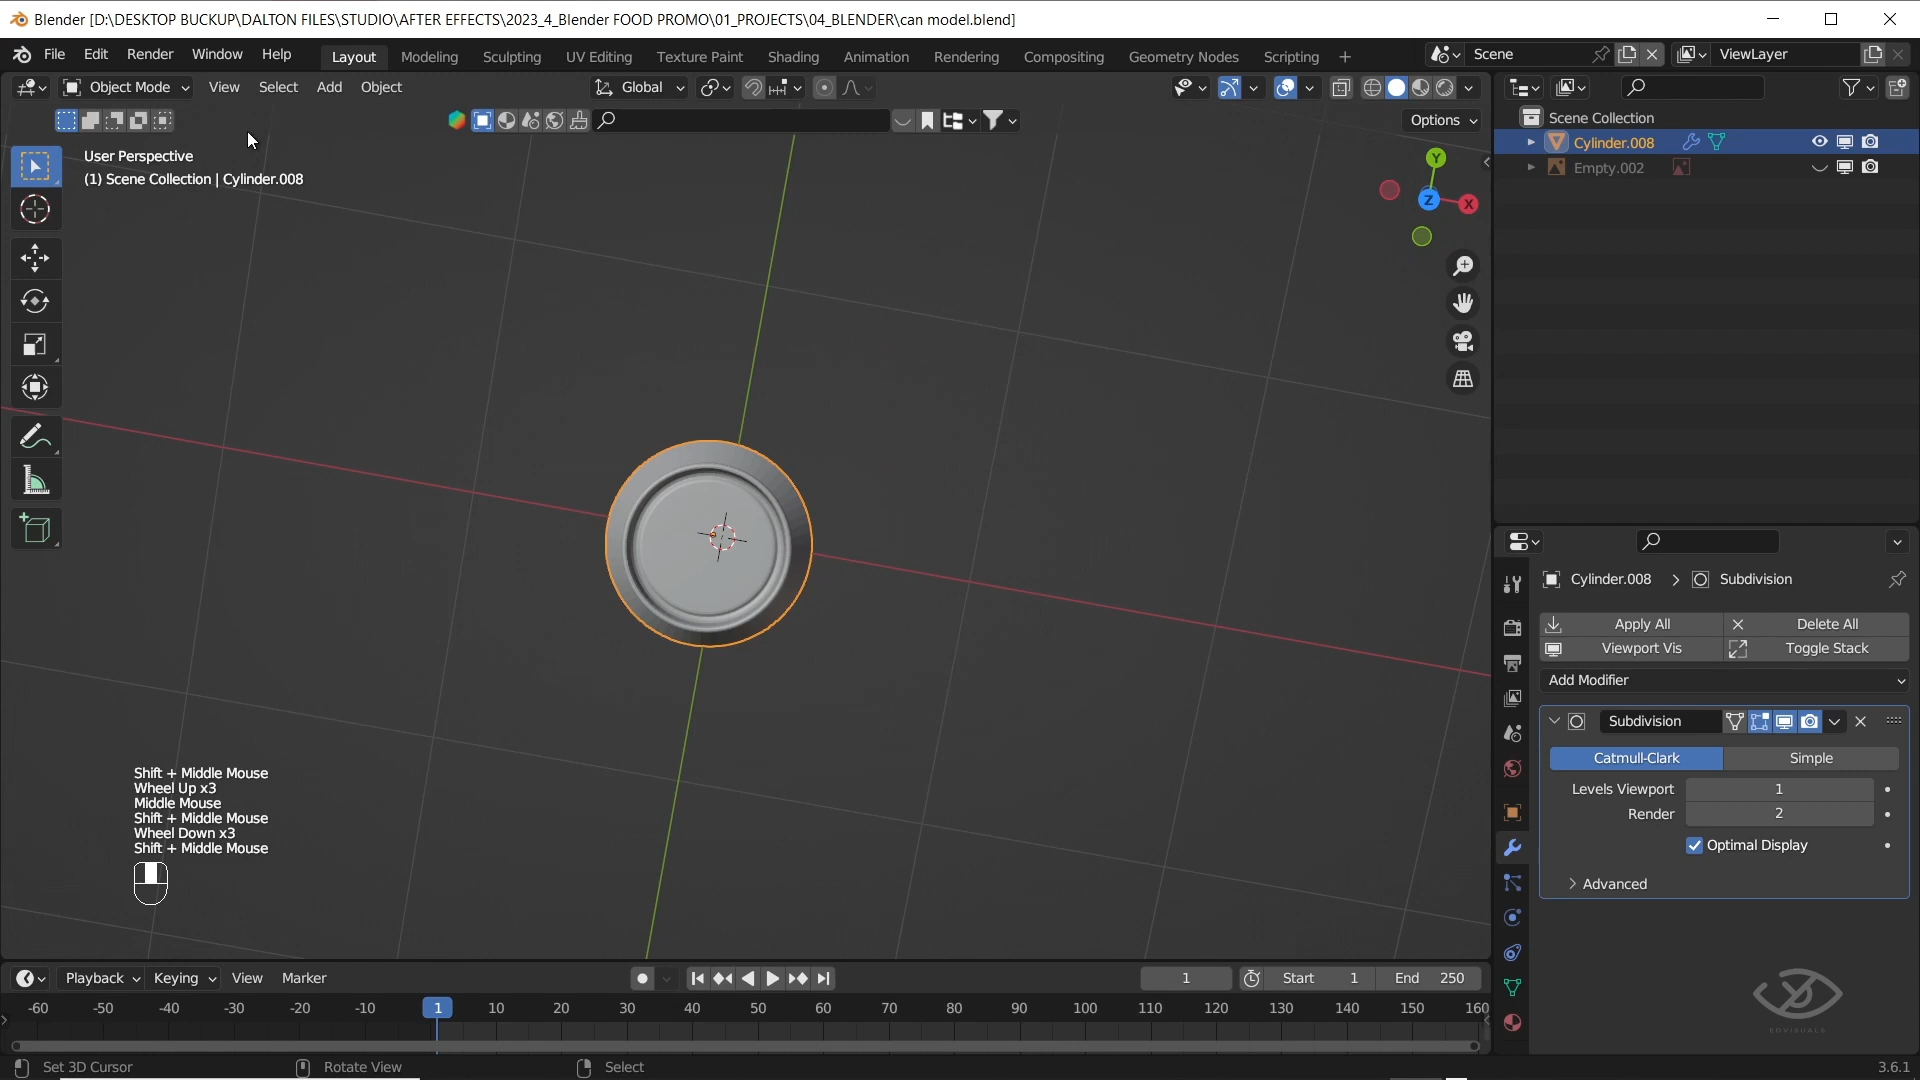 Blender [D:\DESKTOP BUCKUP\DALTON FILES\STUDIO\AFTER EFFECTS\2023_4_Blender FOOD PROMO\01_PROJECTS\04_BLENDER\can model.blend]
File Edit Render Window Help Layout Modeling Sculpting UV Editing Texture Paint Shading Animation Rendering Compositing Geometry Nodes Scripting + Scene ViewLayer
Object Mode View Select Add Object Global
Options
Scene Collection
Cylinder.008
Empty.002
User Perspective
(1) Scene Collection | Cylinder.008
Y
Z
X
Cylinder.008 > Subdivision
Apply All Delete All
Viewport Vis Toggle Stack
Add Modifier
Subdivision
Catmull-Clark Simple
Levels Viewport 1
Render 2
Optimal Display
> Advanced
Shift + Middle Mouse
Wheel Up x3
Middle Mouse
Shift + Middle Mouse
Wheel Down x3
Shift + Middle Mouse
Playback Keying View Marker 1 Start 1 End 250
-60 -50 -40 -30 -20 -10 1 10 20 30 40 50 60 70 80 90 100 110 120 130 140 150 160
EDVISUALS
Set 3D Cursor Rotate View Select 3.6.1